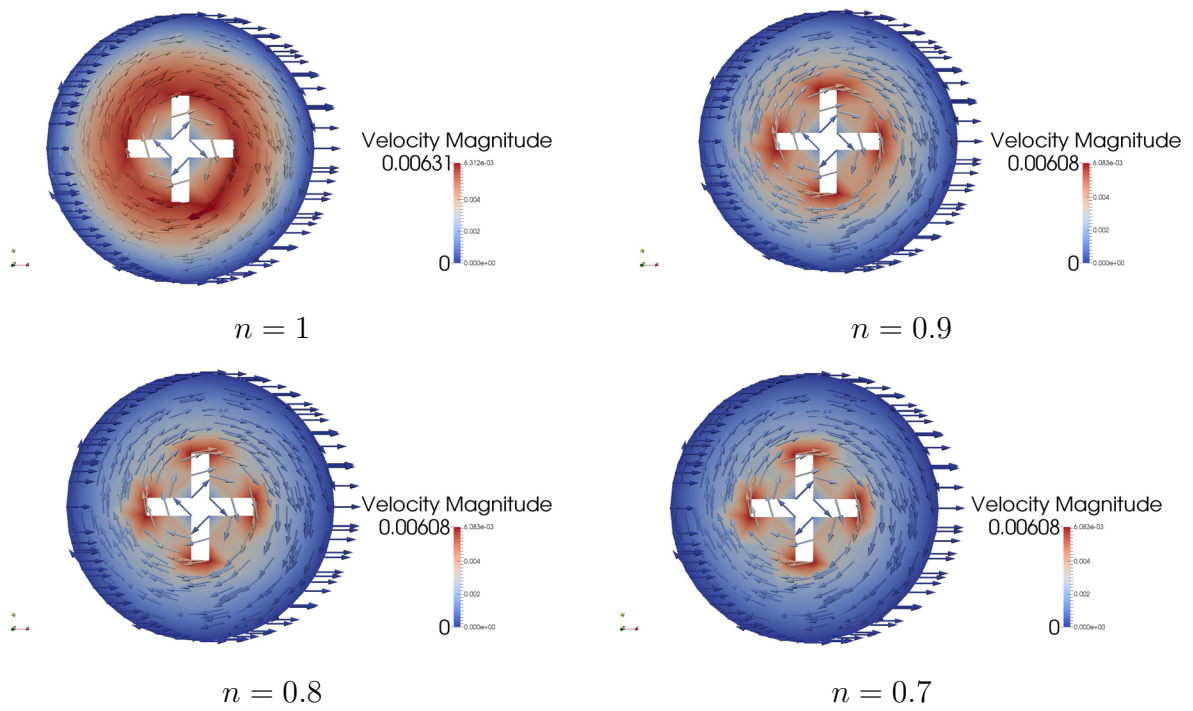 Velocity Magnitude
0.00631
6.312e-03
0.004
0.002
0
0.000e+00
n = 1
Velocity Magnitude
0.00608
6.083e-03
0.004
0.002
0
0.000e+00
n = 0.9
Velocity Magnitude
0.00608
6.083e-03
0.004
0.002
0
0.000e+00
n = 0.8
Velocity Magnitude
0.00608
6.083e-03
0.004
0.002
0
0.000e+00
n = 0.7